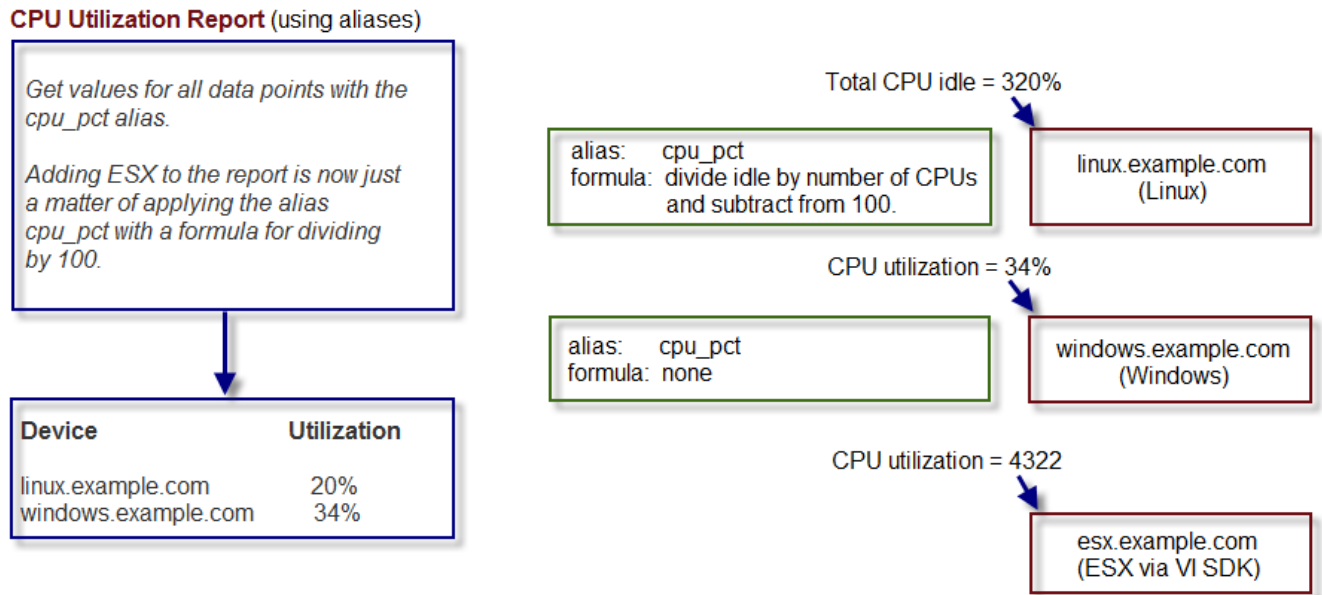 CPU Utilization Report (using aliases)
Get values for all data points with the
cpu_pct alias.
Adding ESX to the report is now just
a matter of applying the alias
cpu_pct with a formula for dividing
by 100.
Device Utilization
linux.example.com 20%
windows.example.com 34%
Total CPU idle = 320%
alias: cpu_pct
formula: divide idle by number of CPUs
and subtract from 100.
linux.example.com
(Linux)
CPU utilization = 34%
alias: cpu_pct
formula: none
windows.example.com
(Windows)
CPU utilization = 4322
esx.example.com
(ESX via VI SDK)